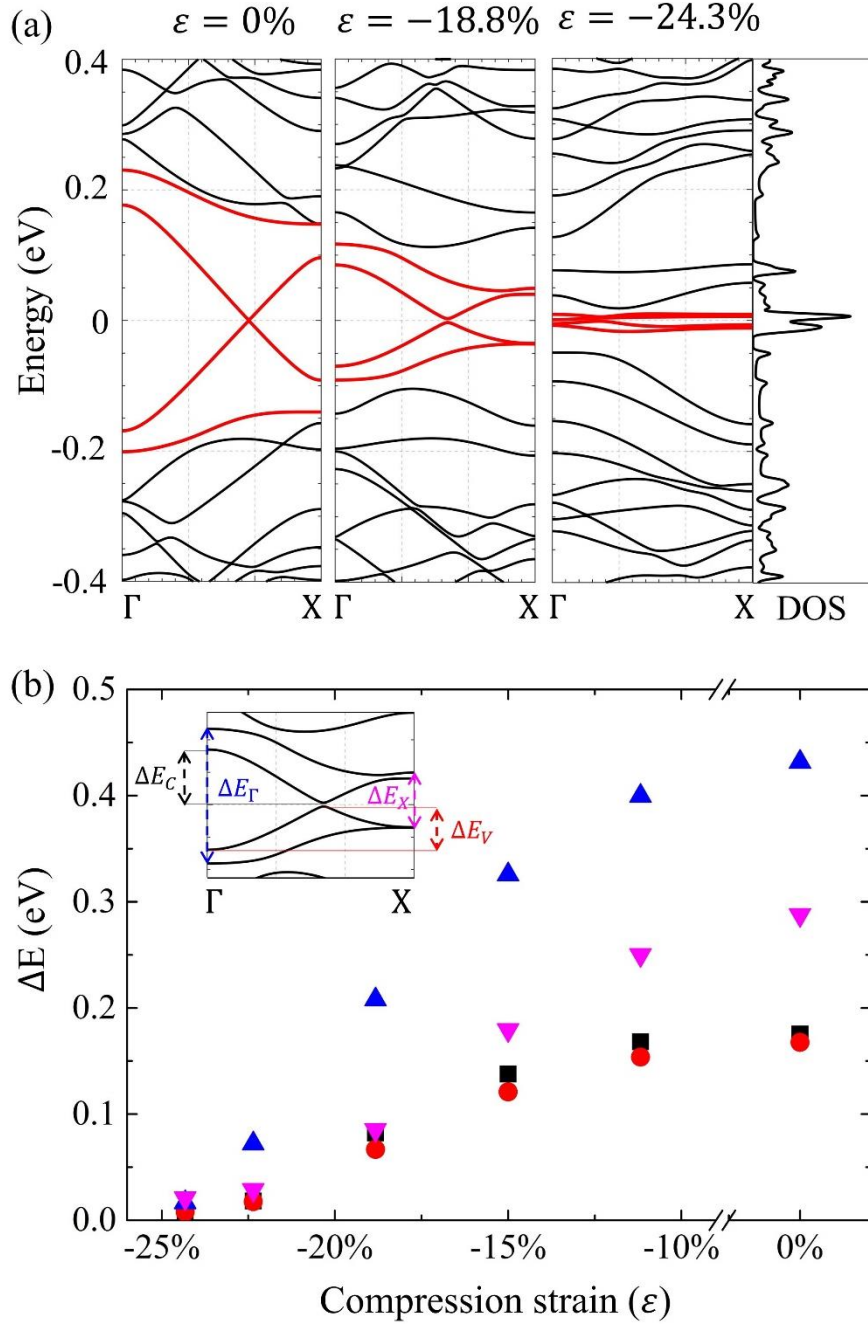 (a) ε = 0% ε = −18.8% ε = −24.3%
0.4
0.2
0
-0.2
-0.4
Energy (eV)
Γ X Γ X Γ X DOS
(b)
0.5
0.4
0.3
0.2
0.1
0.0
ΔE (eV)
ΔE_C
ΔE_Γ
ΔE_X
ΔE_V
Γ X
-25% -20% -15% -10% 0%
Compression strain (ε)